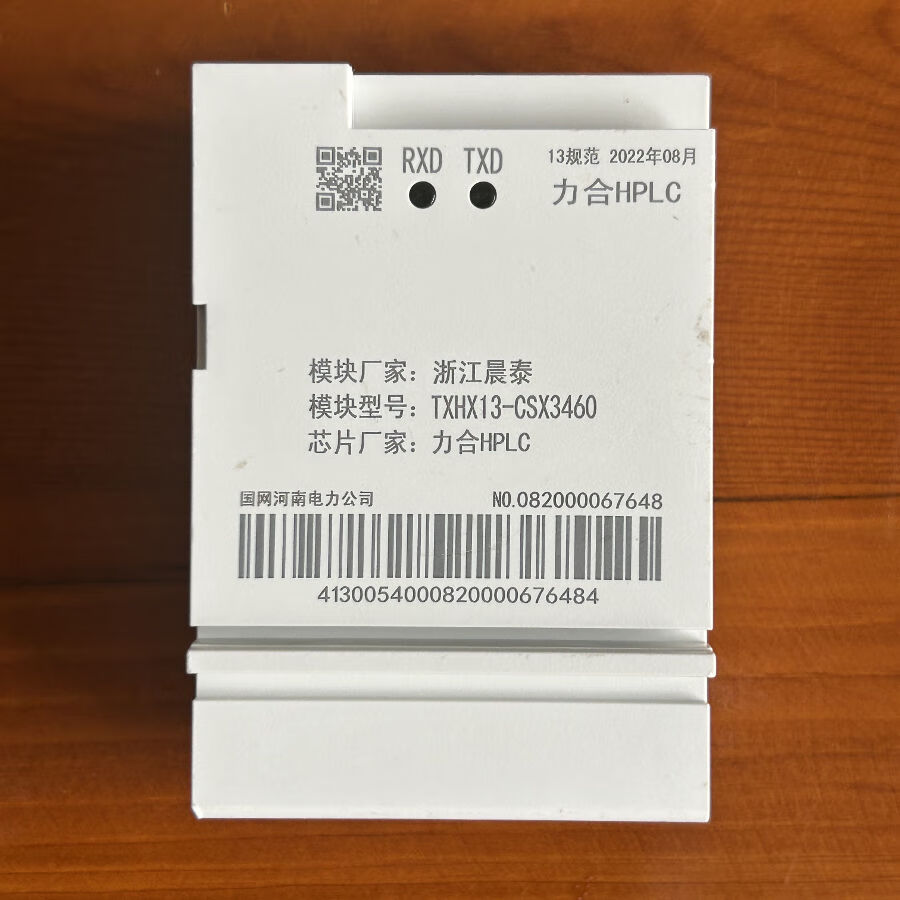 RXD TXD
13规范 2022年08月
力合HPLC
模块厂家：浙江晨泰
模块型号：TXHX13-CSX3460
芯片厂家：力合HPLC
国网河南电力公司 NO.082000067648
4130054000820000676484